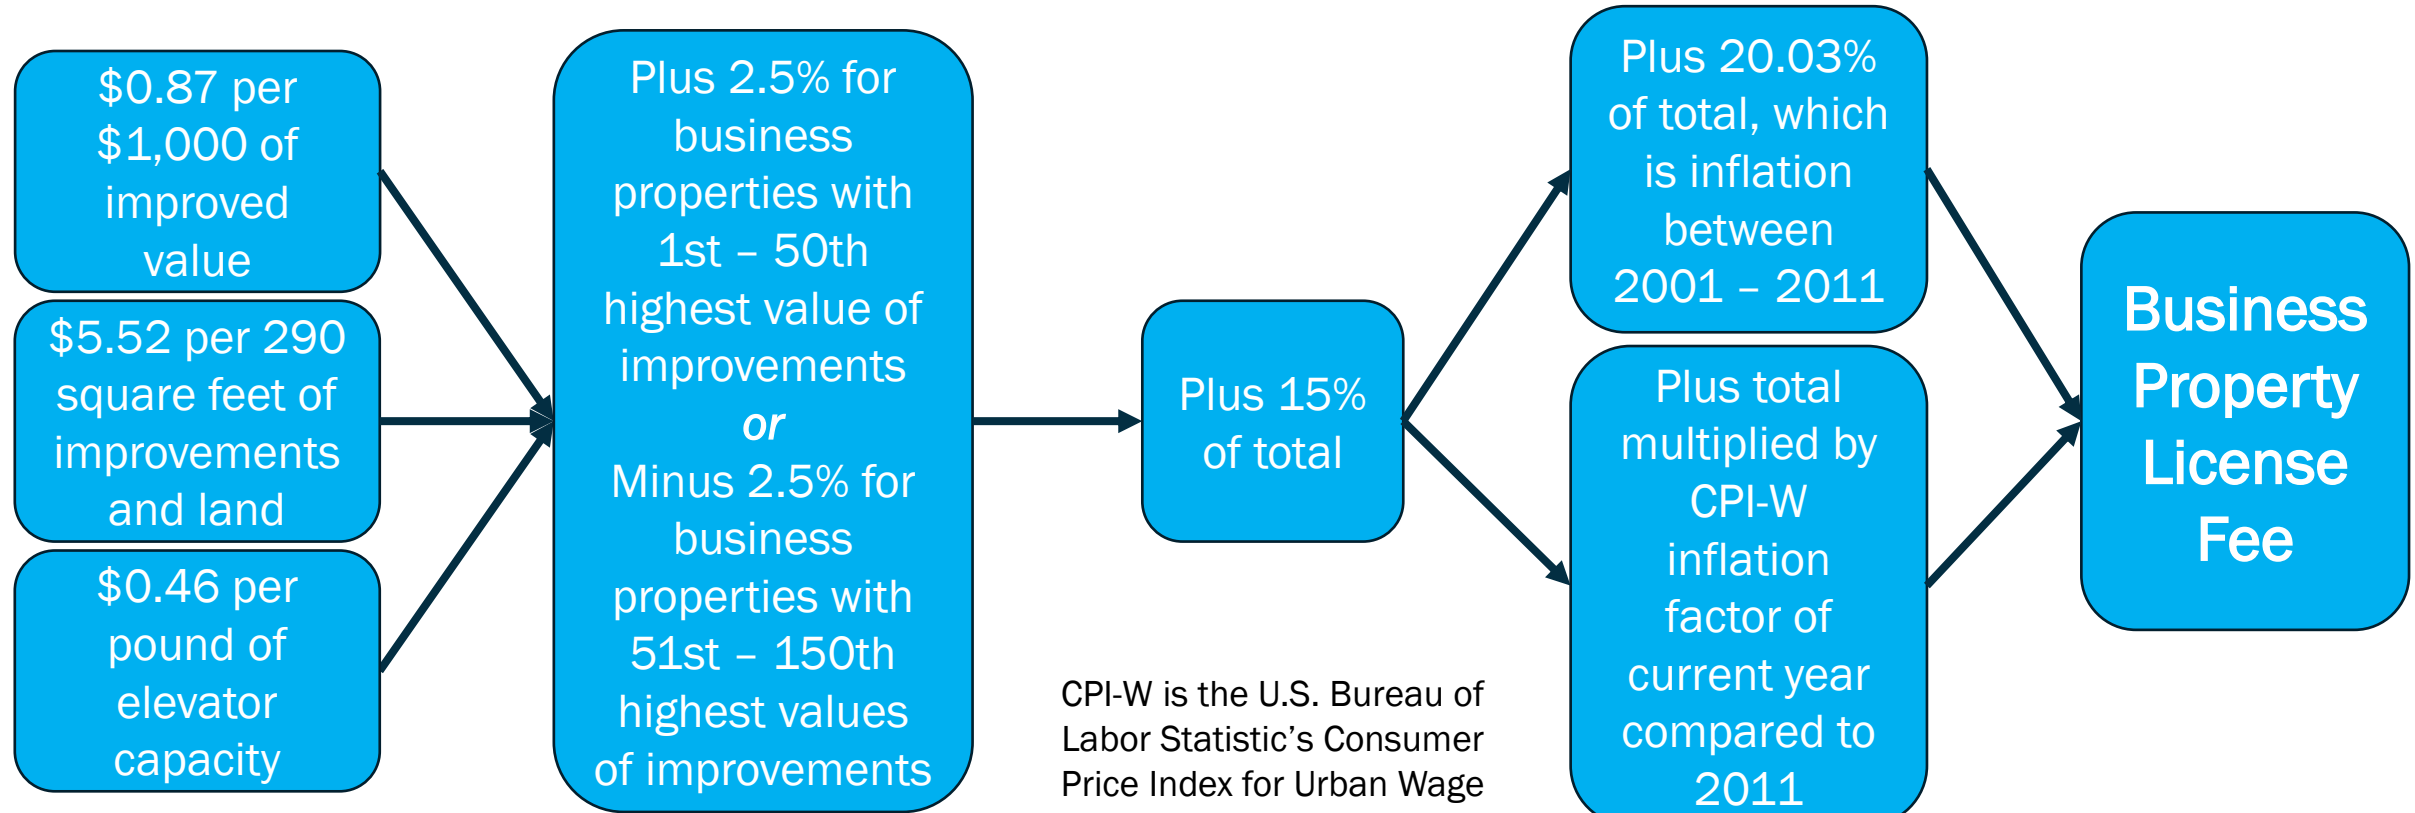 $0.87 per
$1,000 of
improved
value
$5.52 per 290
square feet of
improvements
and land
$0.46 per
pound of
elevator
capacity
Plus 2.5% for
business
properties with
1st – 50th
highest value of
improvements
or
Minus 2.5% for
business
properties with
51st – 150th
highest values
of improvements
Plus 15%
of total
Plus 20.03%
of total, which
is inflation
between
2001 – 2011
Plus total
multiplied by
CPI-W
inflation
factor of
current year
compared to
2011
Business
Property
License
Fee
CPI-W is the U.S. Bureau of
Labor Statistic’s Consumer
Price Index for Urban Wage